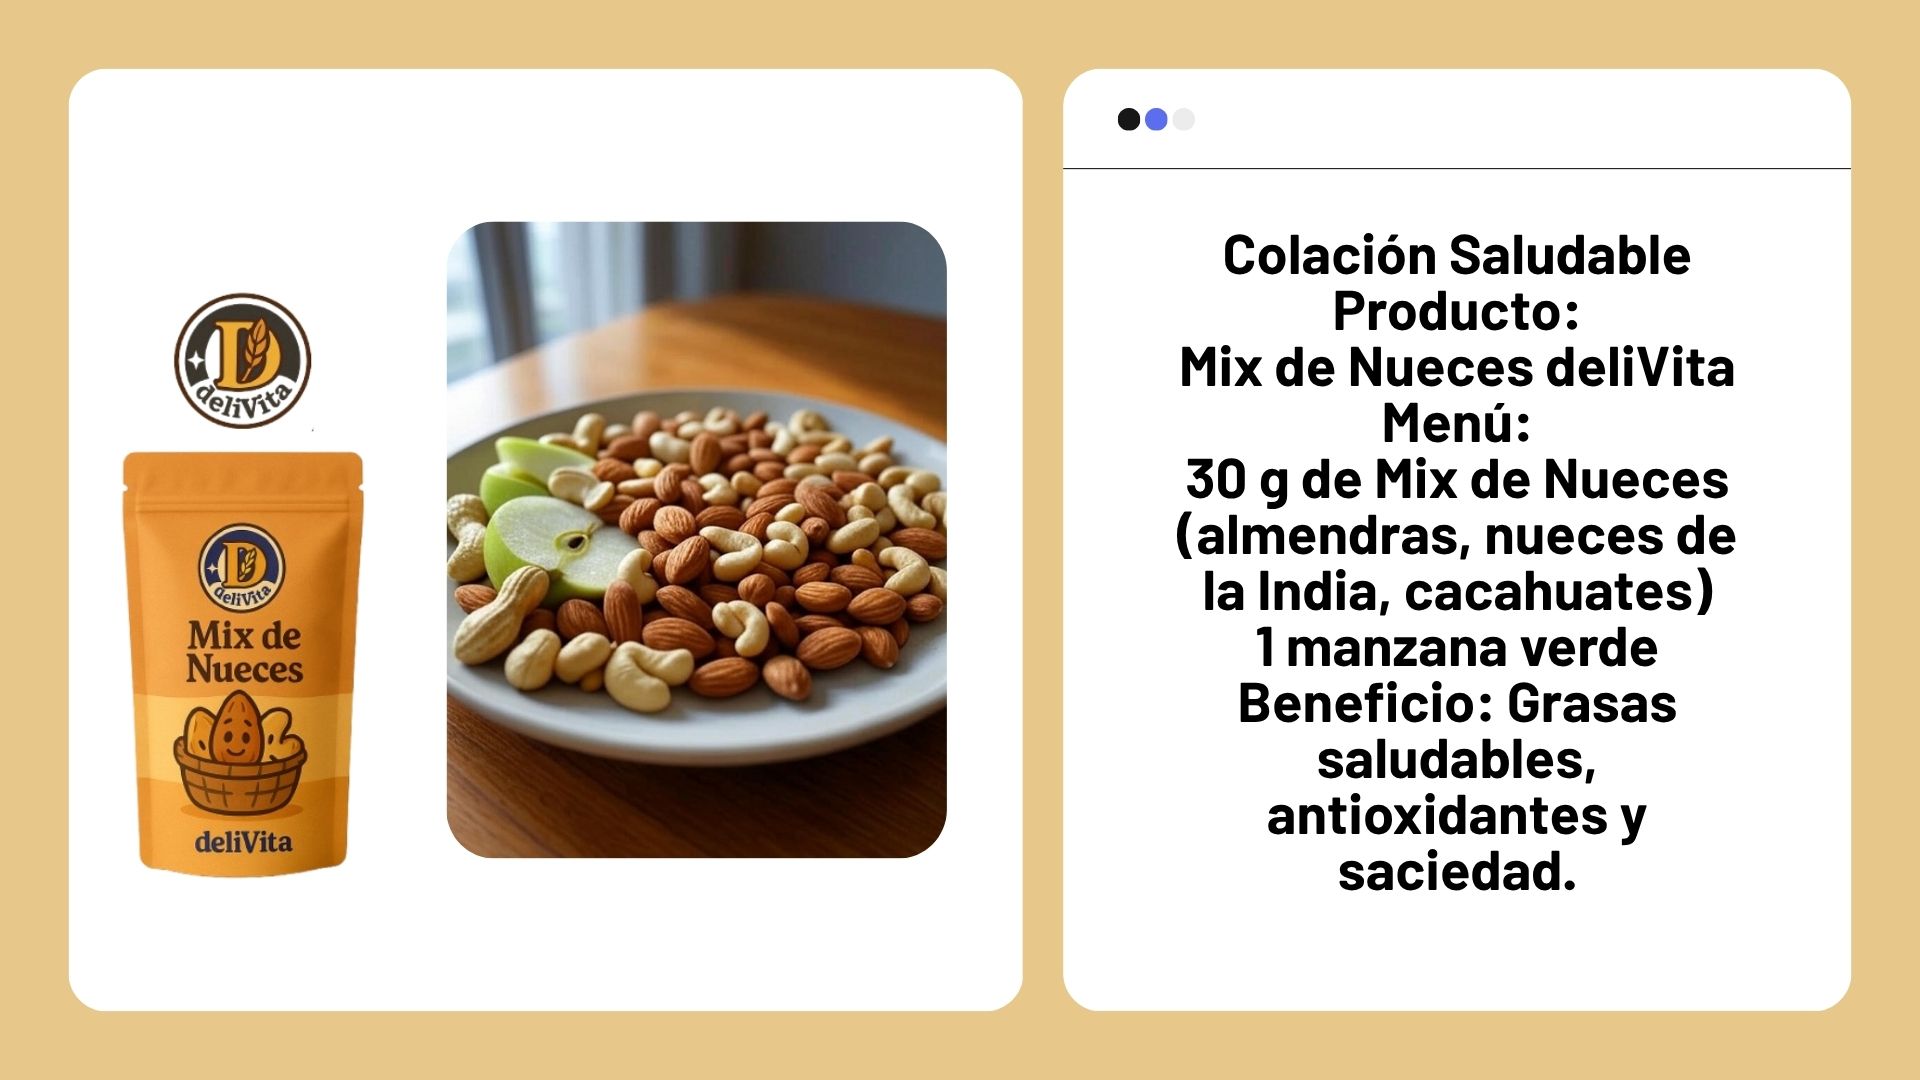 D
deliVita
D
deliVita
Mix de
Nueces
deliVita
Colación Saludable
Producto:
Mix de Nueces deliVita
Menú:
30 g de Mix de Nueces
(almendras, nueces de
la India, cacahuates)
1 manzana verde
Beneficio: Grasas
saludables,
antioxidantes y
saciedad.